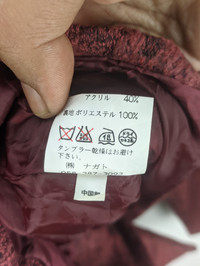 アクリル 40%
裏地 ポリエステル 100%
タンブラー乾燥はお避け
下さい。
㈱ ナガト
中国製